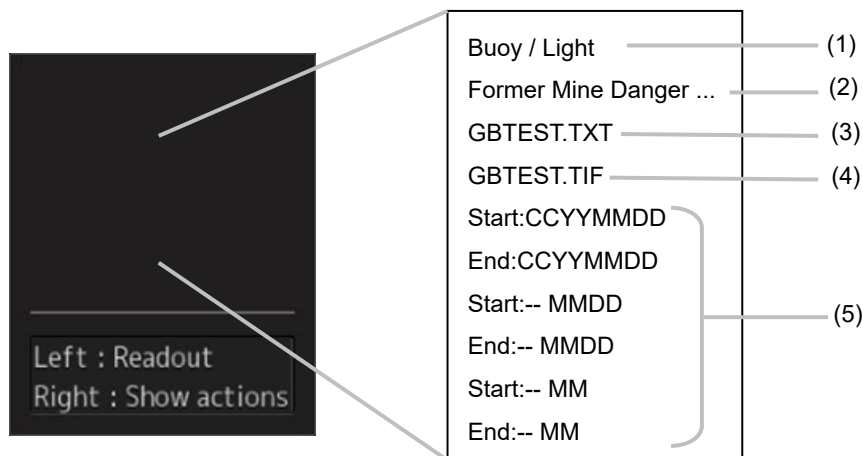 Buoy / Light
(1)
Former Mine Danger ...
(2)
GBTEST.TXT
(3)
GBTEST.TIF
(4)
Start:CCYYMMDD
End:CCYYMMDD
Start:-- MMDD
(5)
End:-- MMDD
Start:-- MM
End:-- MM
Left : Readout
Right : Show actions